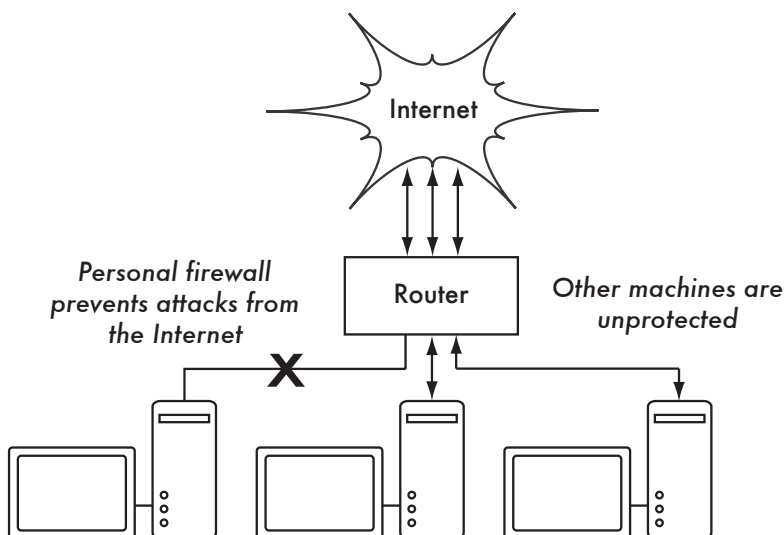 Internet
Personal firewall
prevents attacks from
the Internet
Router
Other machines are
unprotected